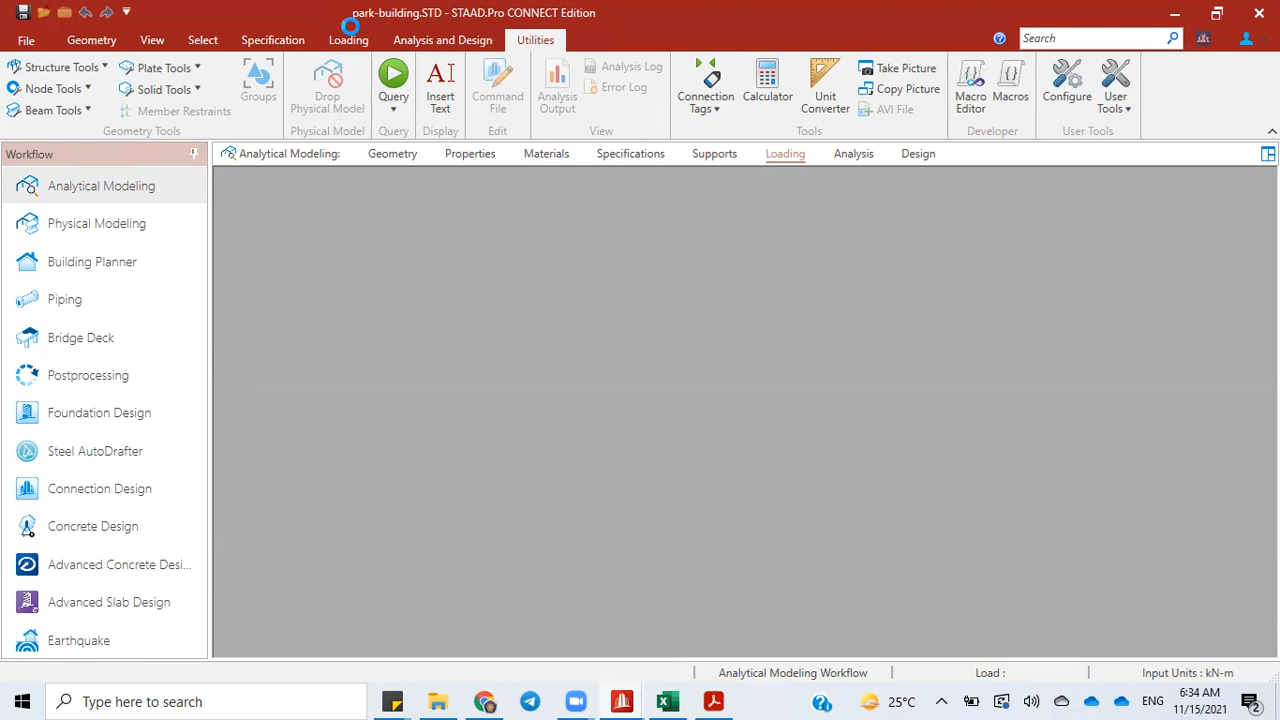 park-building.STD - STAAD.Pro CONNECT Edition
File Geometry View Select Specification Loading Analysis and Design Utilities Search
Structure Tools Plate Tools Groups Drop Physical Model Query Insert Text Command File Analysis Output Analysis Log Connection Tags Calculator Unit Converter Take Picture Macro Editor Macros Configure User Tools
Node Tools Solid Tools Error Log Copy Picture
Beam Tools Member Restraints AVI File
Geometry Tools Physical Model Query Display Edit View Tools Developer User Tools
Workflow Analytical Modeling: Geometry Properties Materials Specifications Supports Loading Analysis Design
Analytical Modeling
Physical Modeling
Building Planner
Piping
Bridge Deck
Postprocessing
Foundation Design
Steel AutoDrafter
Connection Design
Concrete Design
Advanced Concrete Desi...
Advanced Slab Design
Earthquake
Analytical Modeling Workflow Load : Input Units : kN-m
Type here to search 25°C ENG 6:34 AM
11/15/2021 2